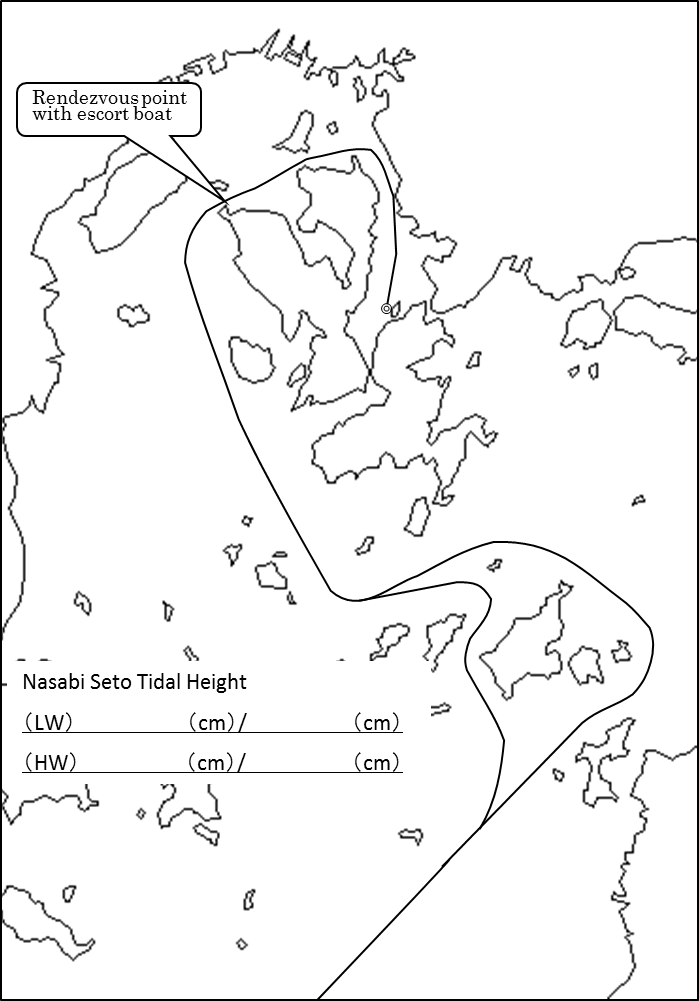 Rendezvous point
with escort boat
Nasabi Seto Tidal Height
（LW） （cm）/ （cm）
（HW） （cm）/ （cm）